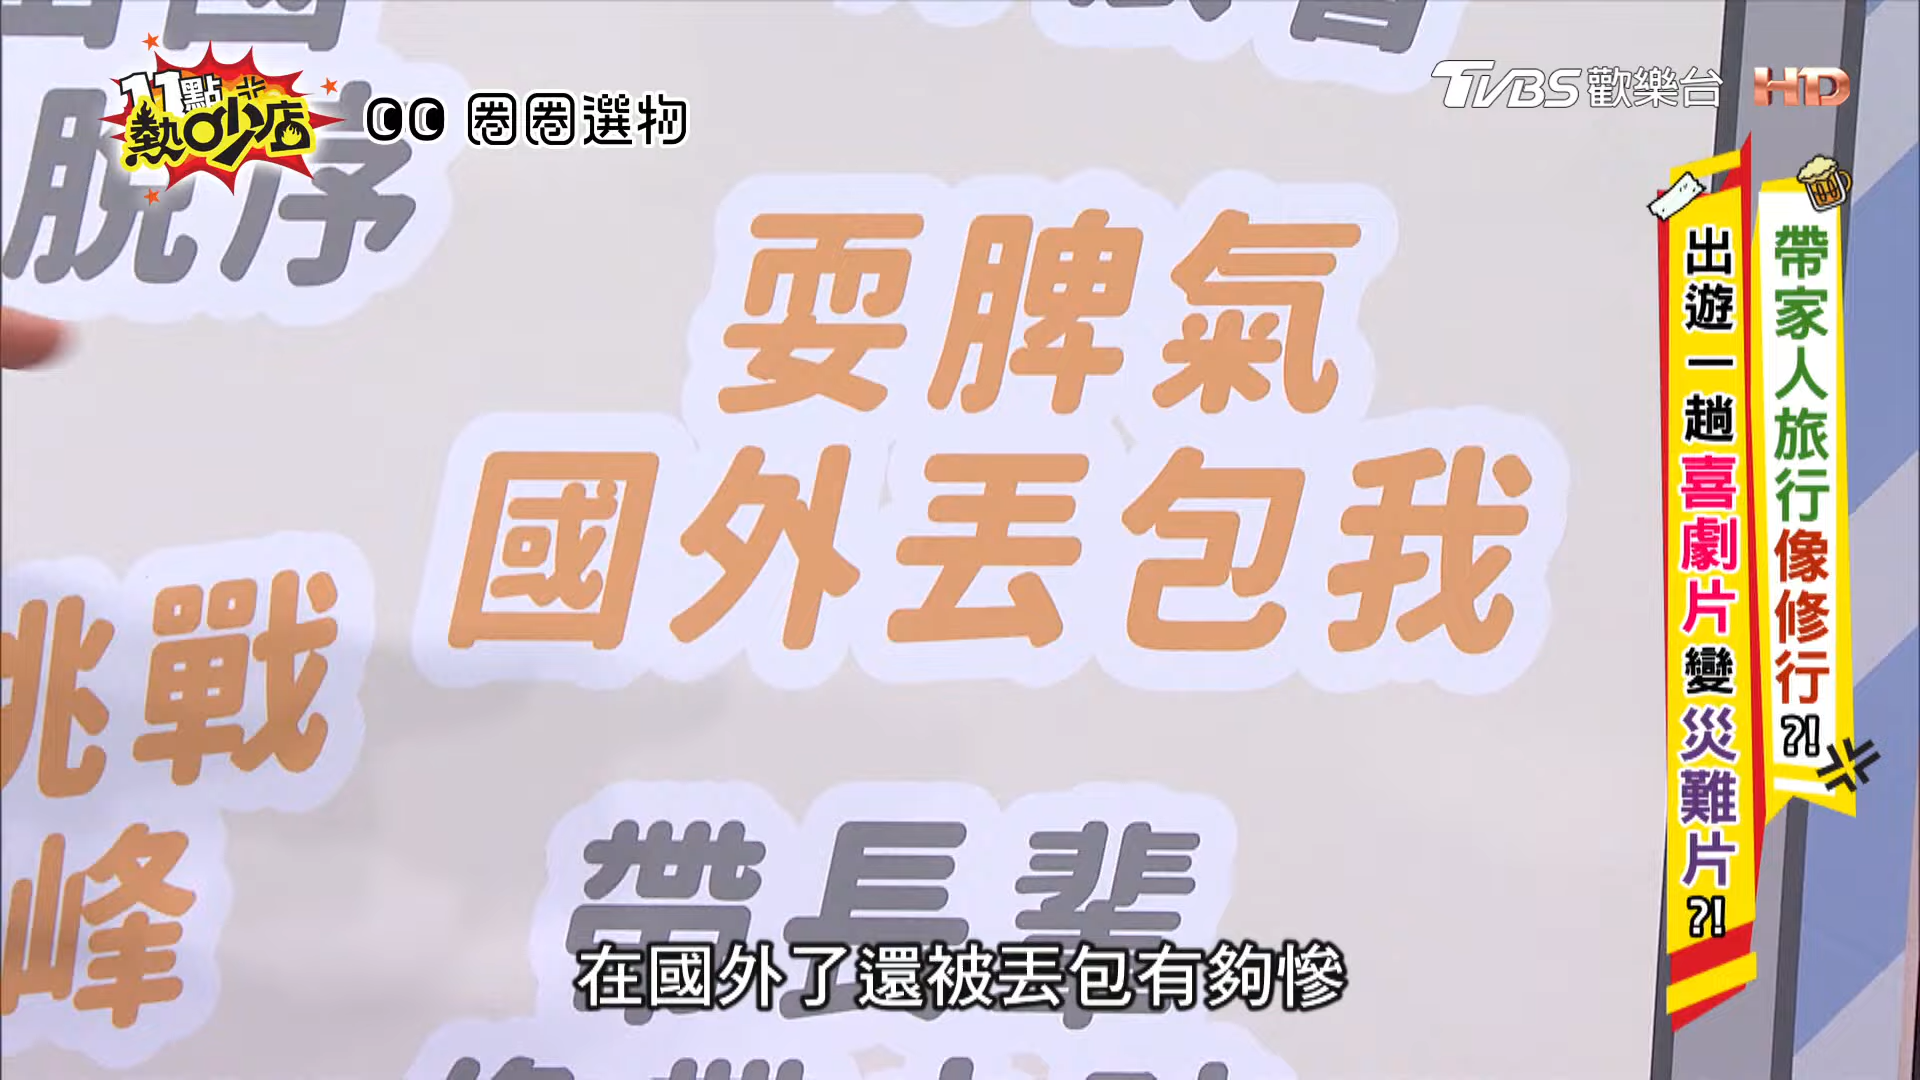 11點
熱吵店
CC 圈圈選物
TVBS歡樂台 HD
脫序
耍脾氣
國外丟包我
挑戰
峰
帶長輩
帶家人旅行像修行?!
出遊一趟喜劇片變災難片?!
在國外了還被丟包有夠慘